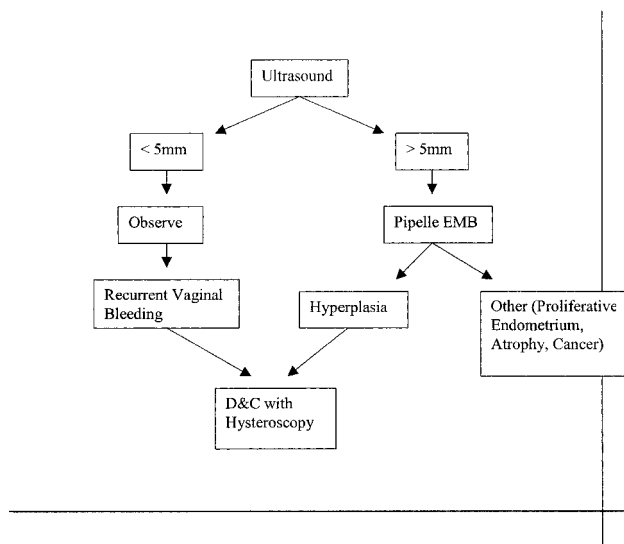 Ultrasound
< 5mm
> 5mm
Observe
Pipelle EMB
Recurrent Vaginal
Bleeding
Hyperplasia
Other (Proliferative
Endometrium,
Atrophy, Cancer)
D&C with
Hysteroscopy